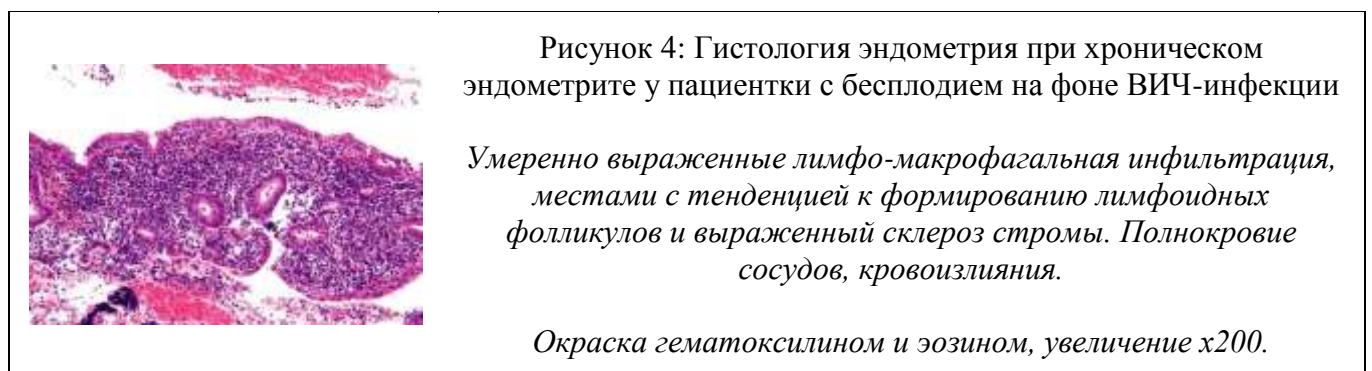 Рисунок 4: Гистология эндометрия при хроническом
эндометрите у пациентки с бесплодием на фоне ВИЧ-инфекции
Умеренно выраженные лимфо-макрофагальная инфильтрация,
местами с тенденцией к формированию лимфоидных
фолликулов и выраженный склероз стромы. Полнокровие
сосудов, кровоизлияния.
Окраска гематоксилином и эозином, увеличение х200.